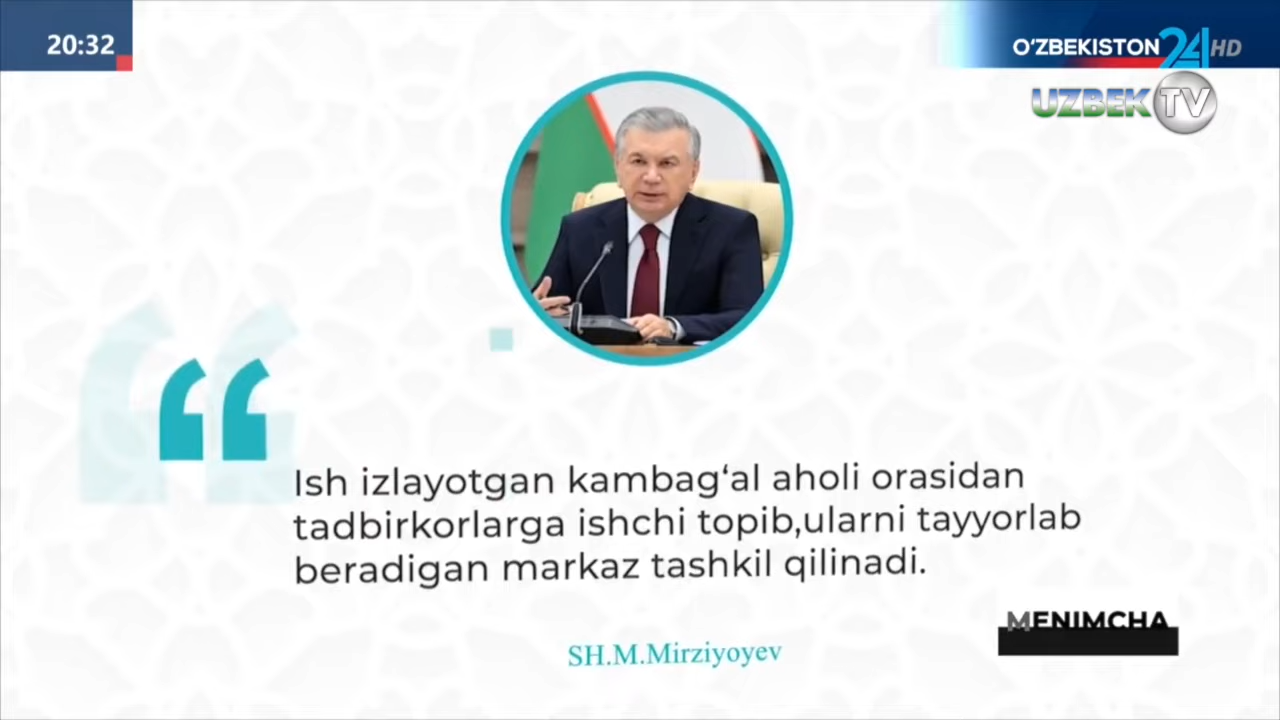 20:32
O‘ZBEKISTON 24 HD
UZBEK TV
Ish izlayotgan kambag‘al aholi orasidan
tadbirkorlarga ishchi topib,ularni tayyorlab
beradigan markaz tashkil qilinadi.
MENIMCHA
SH.M.Mirziyoyev